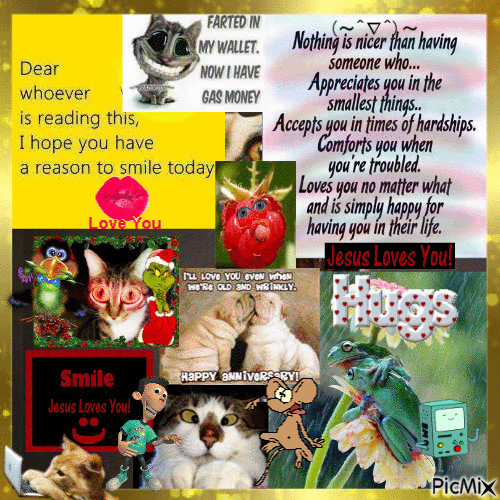 FARTED IN
MY WALLET.
NOW I HAVE
GAS MONEY
Dear
whoever
is reading this,
I hope you have
a reason to smile today
Love You
Nothing is nicer than having
someone who...
Appreciates you in the
smallest things..
Accepts you in times of hardships.
Comforts you when
you're troubled.
Loves you no matter what
and is simply happy for
having you in their life.
Jesus Loves You!
I'LL LOVE YOU EVEN WHEN
WE'RE OLD AND WRINKLY.
HAPPY ANNIVERSARY!
Hugs
Smile
Jesus Loves You!
BMO
PicMix